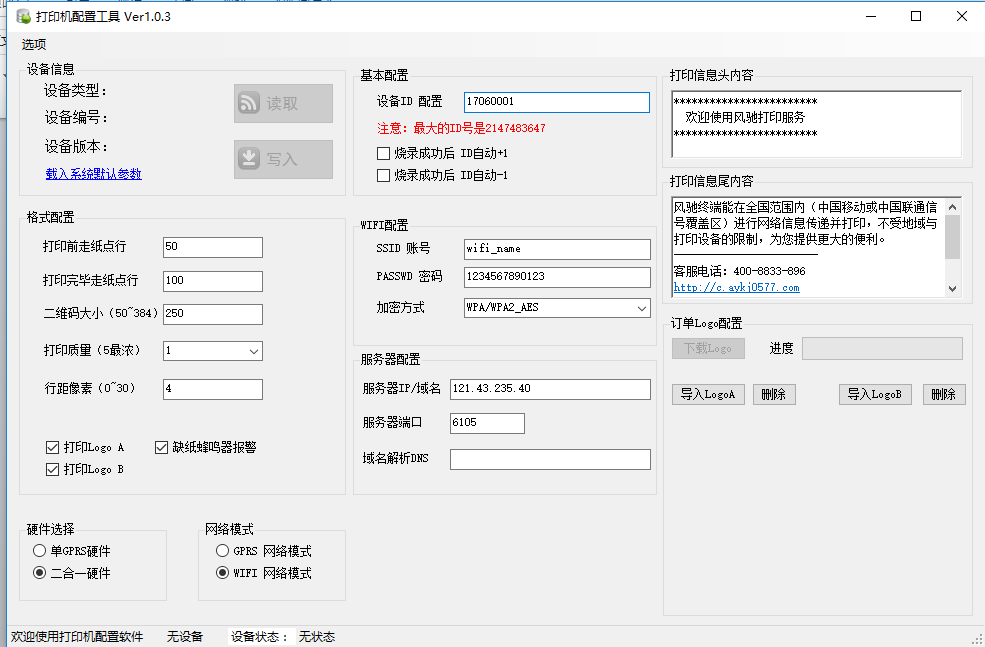 打印机配置工具 Ver1.0.3
选项
设备信息
设备类型：
设备编号：
设备版本：
载入系统默认参数
读取
写入
格式配置
打印前走纸点行 50
打印完毕走纸点行 100
二维码大小（50~384） 250
打印质量（5最浓） 1
行距像素（0~30） 4
打印Logo A
缺纸蜂鸣器报警
打印Logo B
硬件选择
单GPRS硬件
二合一硬件
网络模式
GPRS 网络模式
WIFI 网络模式
基本配置
设备ID 配置 17060001
注意：最大的ID号是2147483647
烧录成功后 ID自动+1
烧录成功后 ID自动-1
WIFI配置
SSID 账号 wifi_name
PASSWD 密码 1234567890123
加密方式 WPA/WPA2_AES
服务器配置
服务器IP/域名 121.43.235.40
服务器端口 6105
域名解析DNS
打印信息头内容
************************
欢迎使用风驰打印服务
************************
打印信息尾内容
风驰终端能在全国范围内（中国移动或中国联通信
号覆盖区）进行网络信息传递并打印，不受地域与
打印设备的限制，为您提供更大的便利。
————————————
客服电话：400-8833-896
http://c.aykj0577.com
订单Logo配置
下载Logo
进度
导入LogoA
删除
导入LogoB
删除
欢迎使用打印机配置软件
无设备
设备状态：
无状态